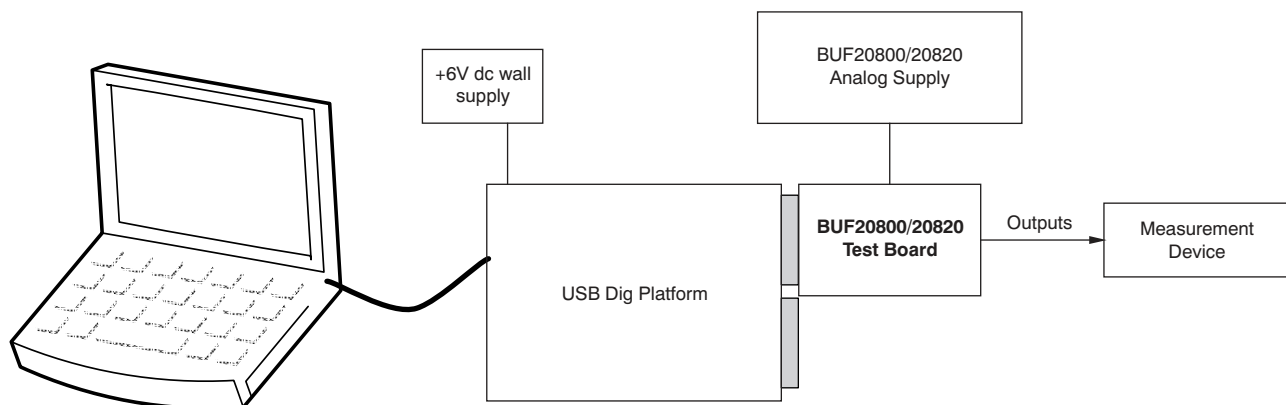 +6V dc wall
supply
BUF20800/20820
Analog Supply
BUF20800/20820
Test Board
Outputs
Measurement
Device
USB Dig Platform